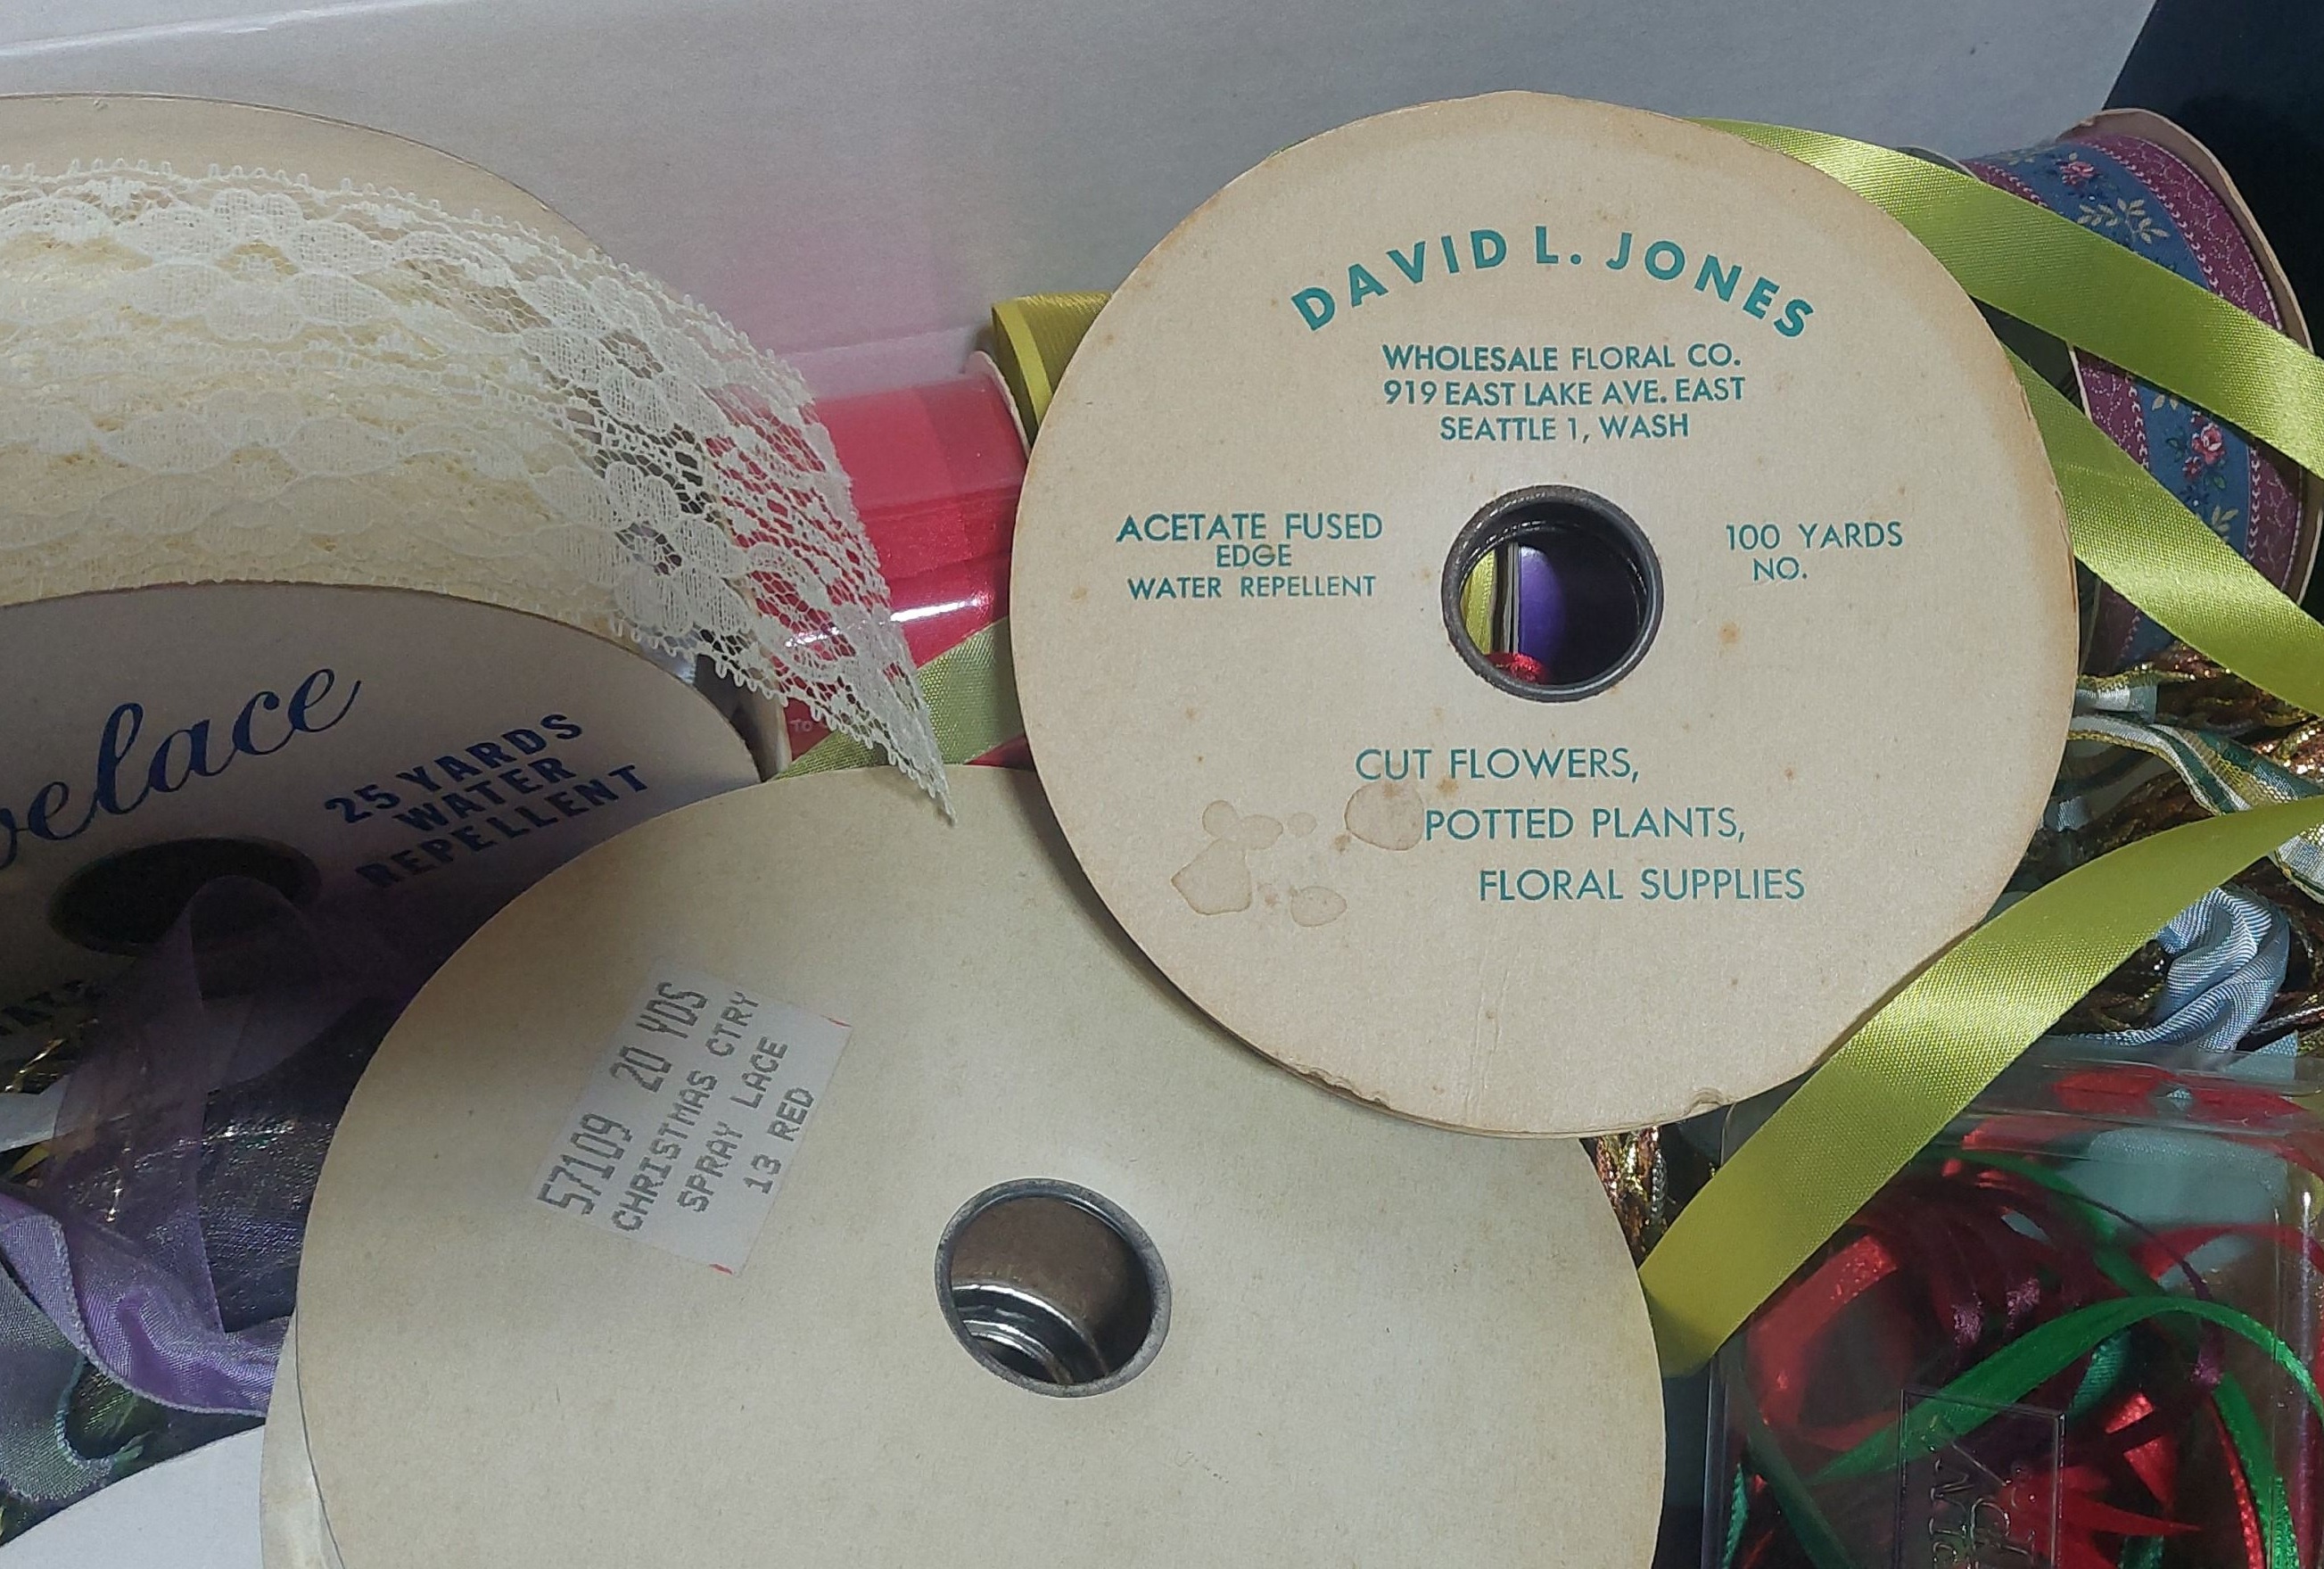 DAVID L. JONES
WHOLESALE FLORAL CO.
919 EAST LAKE AVE. EAST
SEATTLE 1, WASH
ACETATE FUSED
EDGE
WATER REPELLENT
100 YARDS
NO.
CUT FLOWERS,
POTTED PLANTS,
FLORAL SUPPLIES
elace
25 YARDS
WATER
REPELLENT
57109 20 YDS
CHRISTMAS CTRY
SPRAY LACE
13 RED